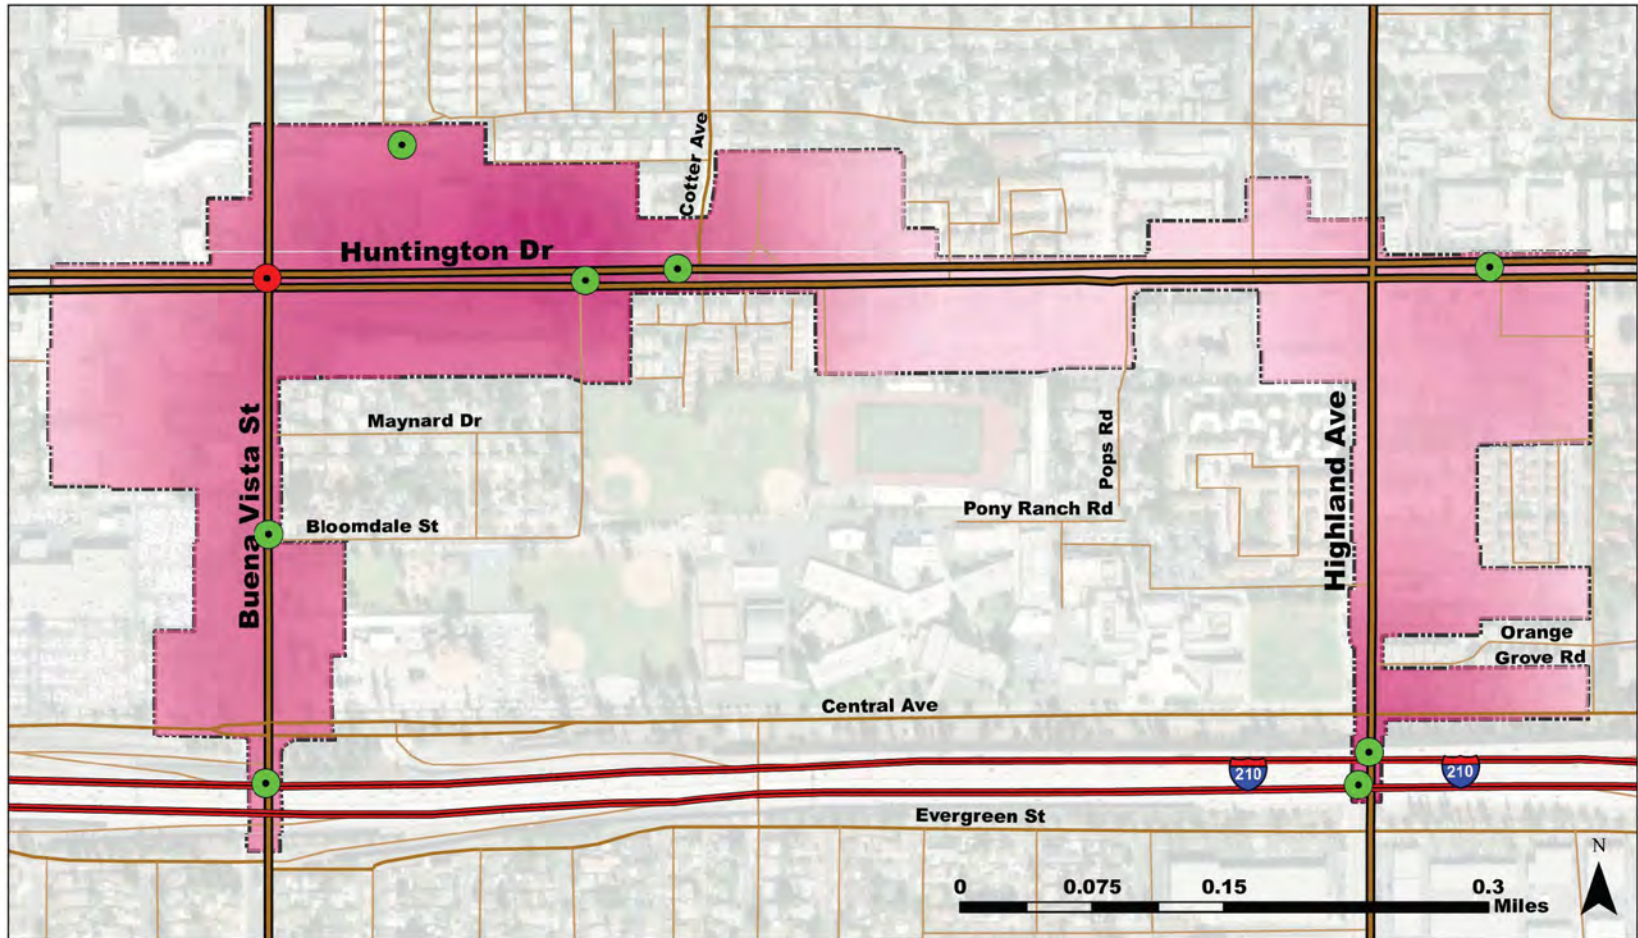 Cotter Ave
Huntington Dr
Maynard Dr
Buena Vista St
Bloomdale St
Pops Rd
Pony Ranch Rd
Highland Ave
Orange
Grove Rd
Central Ave
210
210
Evergreen St
N
0 0.075 0.15 0.3
Miles